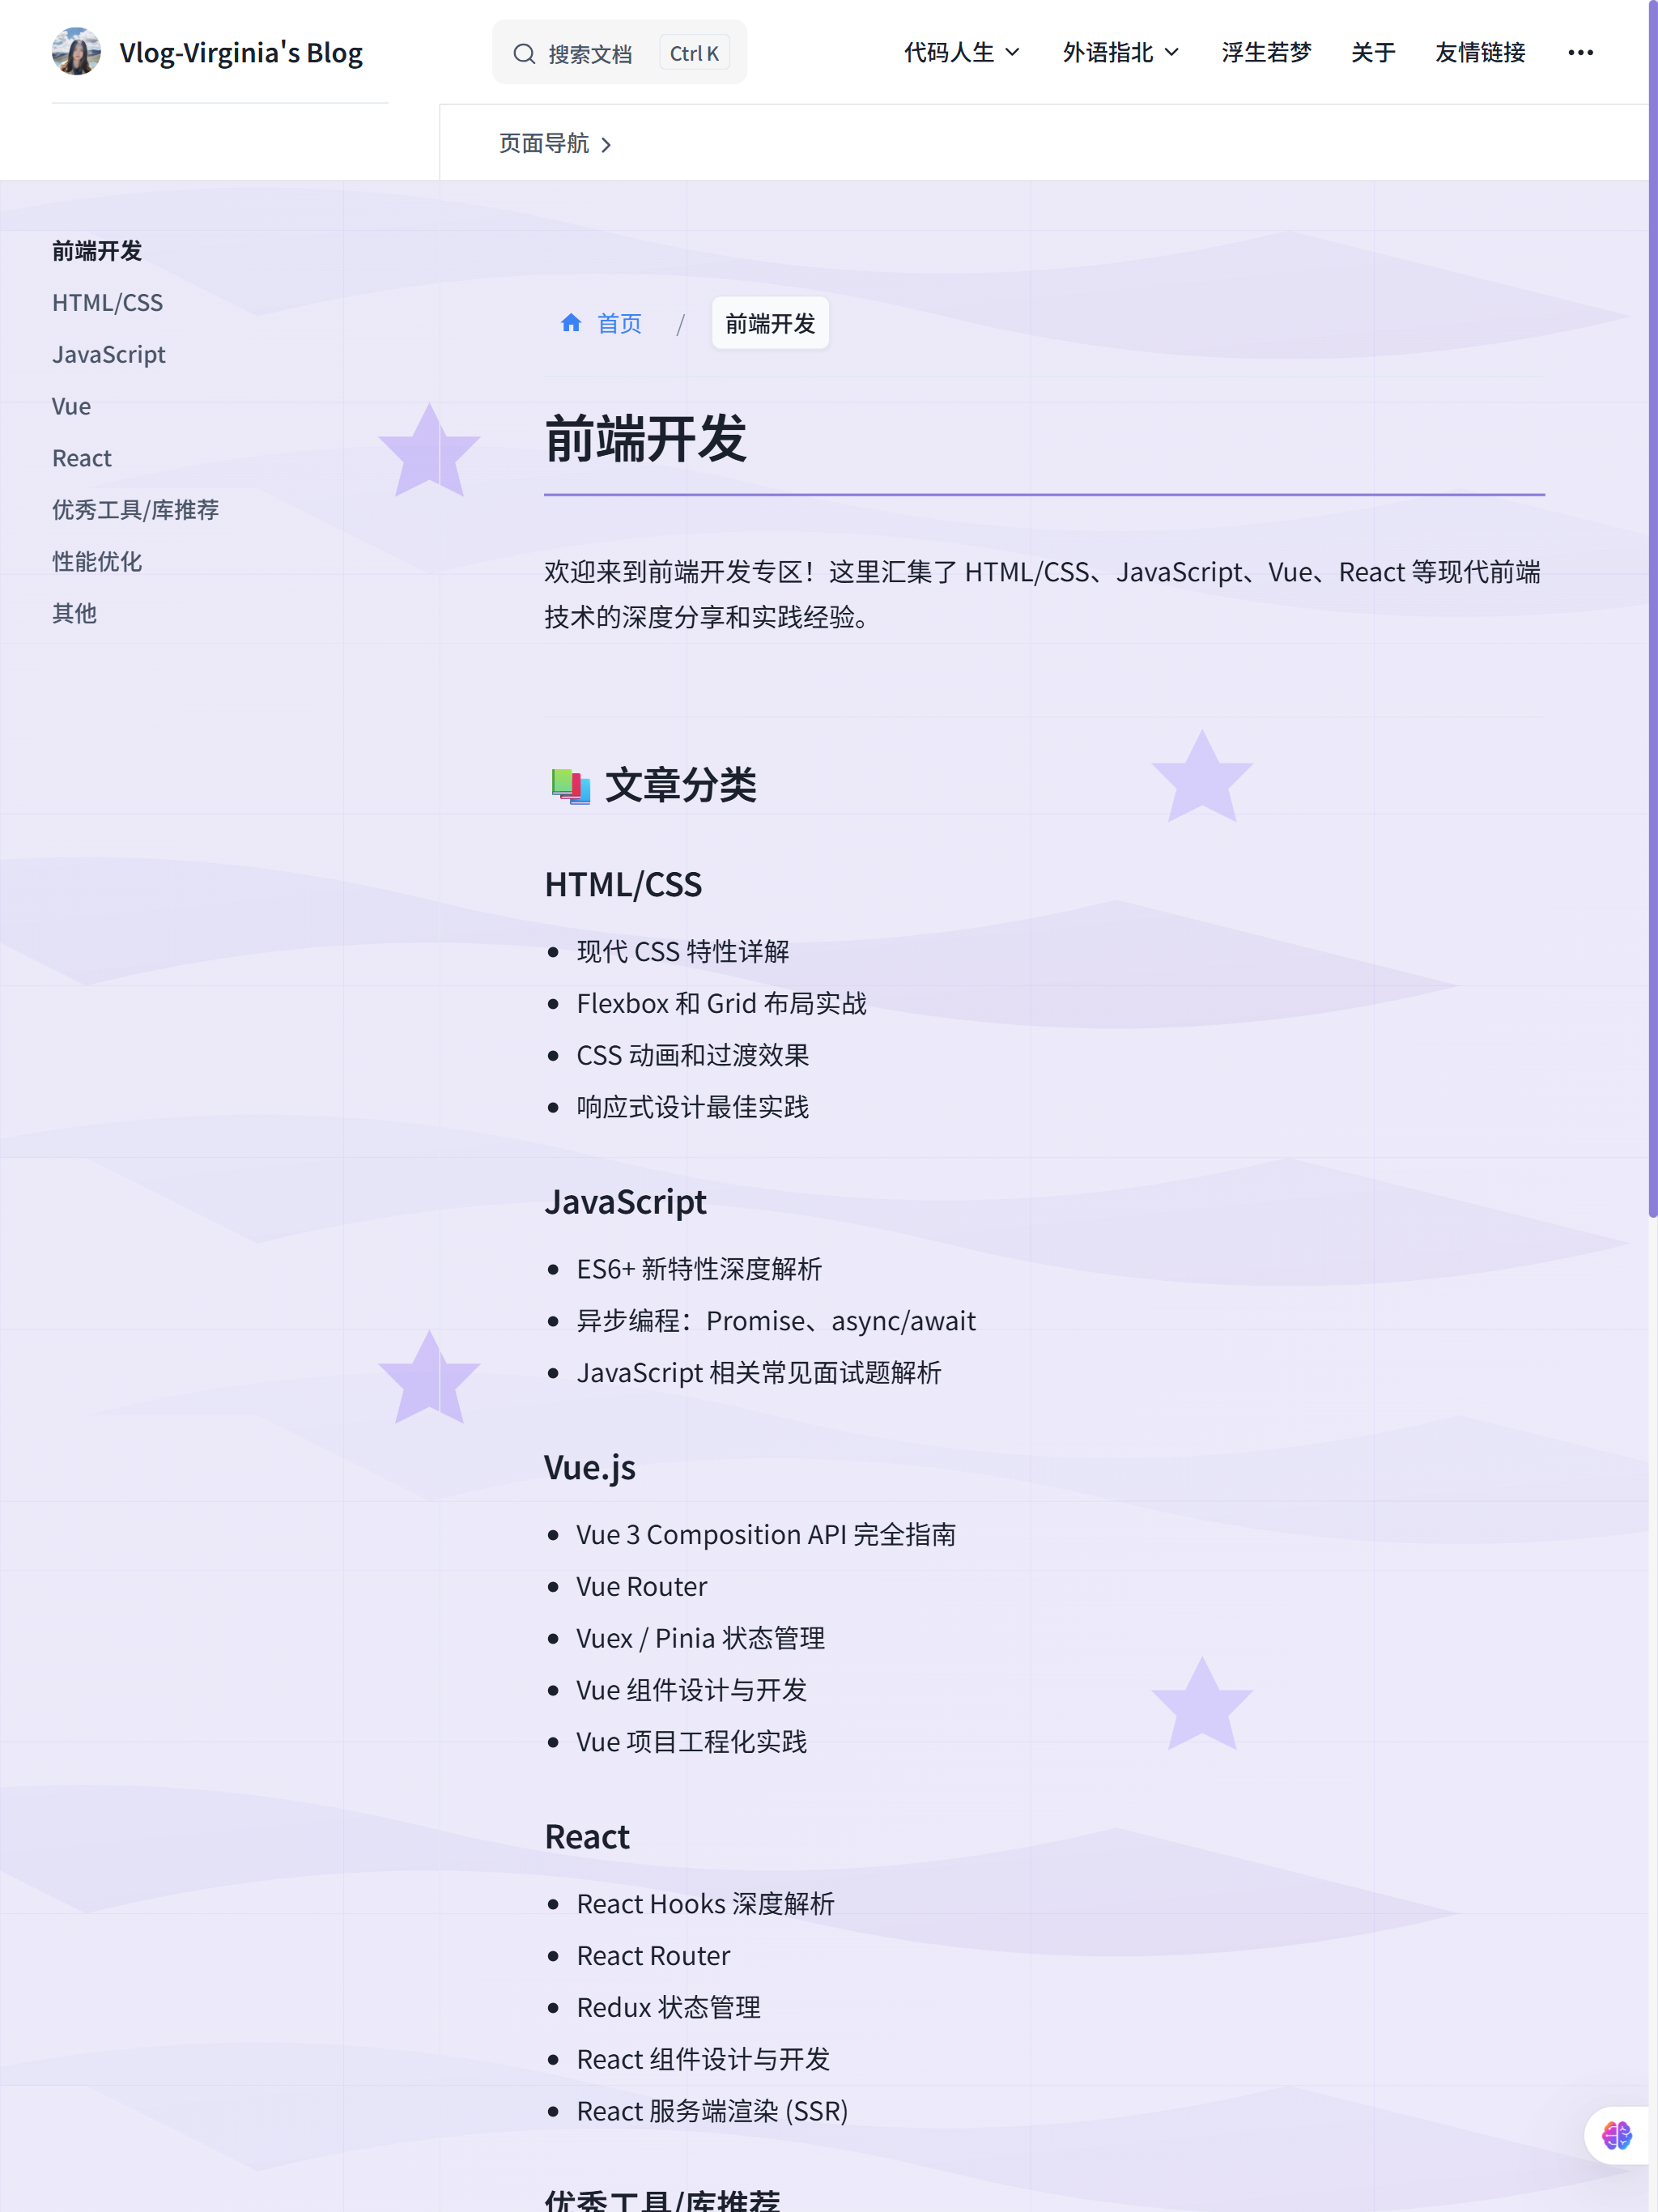 Vlog-Virginia's Blog
搜索文档 Ctrl K
代码人生 外语指北 浮生若梦 关于 友情链接
页面导航
前端开发
HTML/CSS
JavaScript
Vue
React
优秀工具/库推荐
性能优化
其他
首页 / 前端开发
前端开发
欢迎来到前端开发专区！这里汇集了 HTML/CSS、JavaScript、Vue、React 等现代前端
技术的深度分享和实践经验。
📚 文章分类
HTML/CSS
• 现代 CSS 特性详解
• Flexbox 和 Grid 布局实战
• CSS 动画和过渡效果
• 响应式设计最佳实践
JavaScript
• ES6+ 新特性深度解析
• 异步编程：Promise、async/await
• JavaScript 相关常见面试题解析
Vue.js
• Vue 3 Composition API 完全指南
• Vue Router
• Vuex / Pinia 状态管理
• Vue 组件设计与开发
• Vue 项目工程化实践
React
• React Hooks 深度解析
• React Router
• Redux 状态管理
• React 组件设计与开发
• React 服务端渲染 (SSR)
优秀工具/库推荐